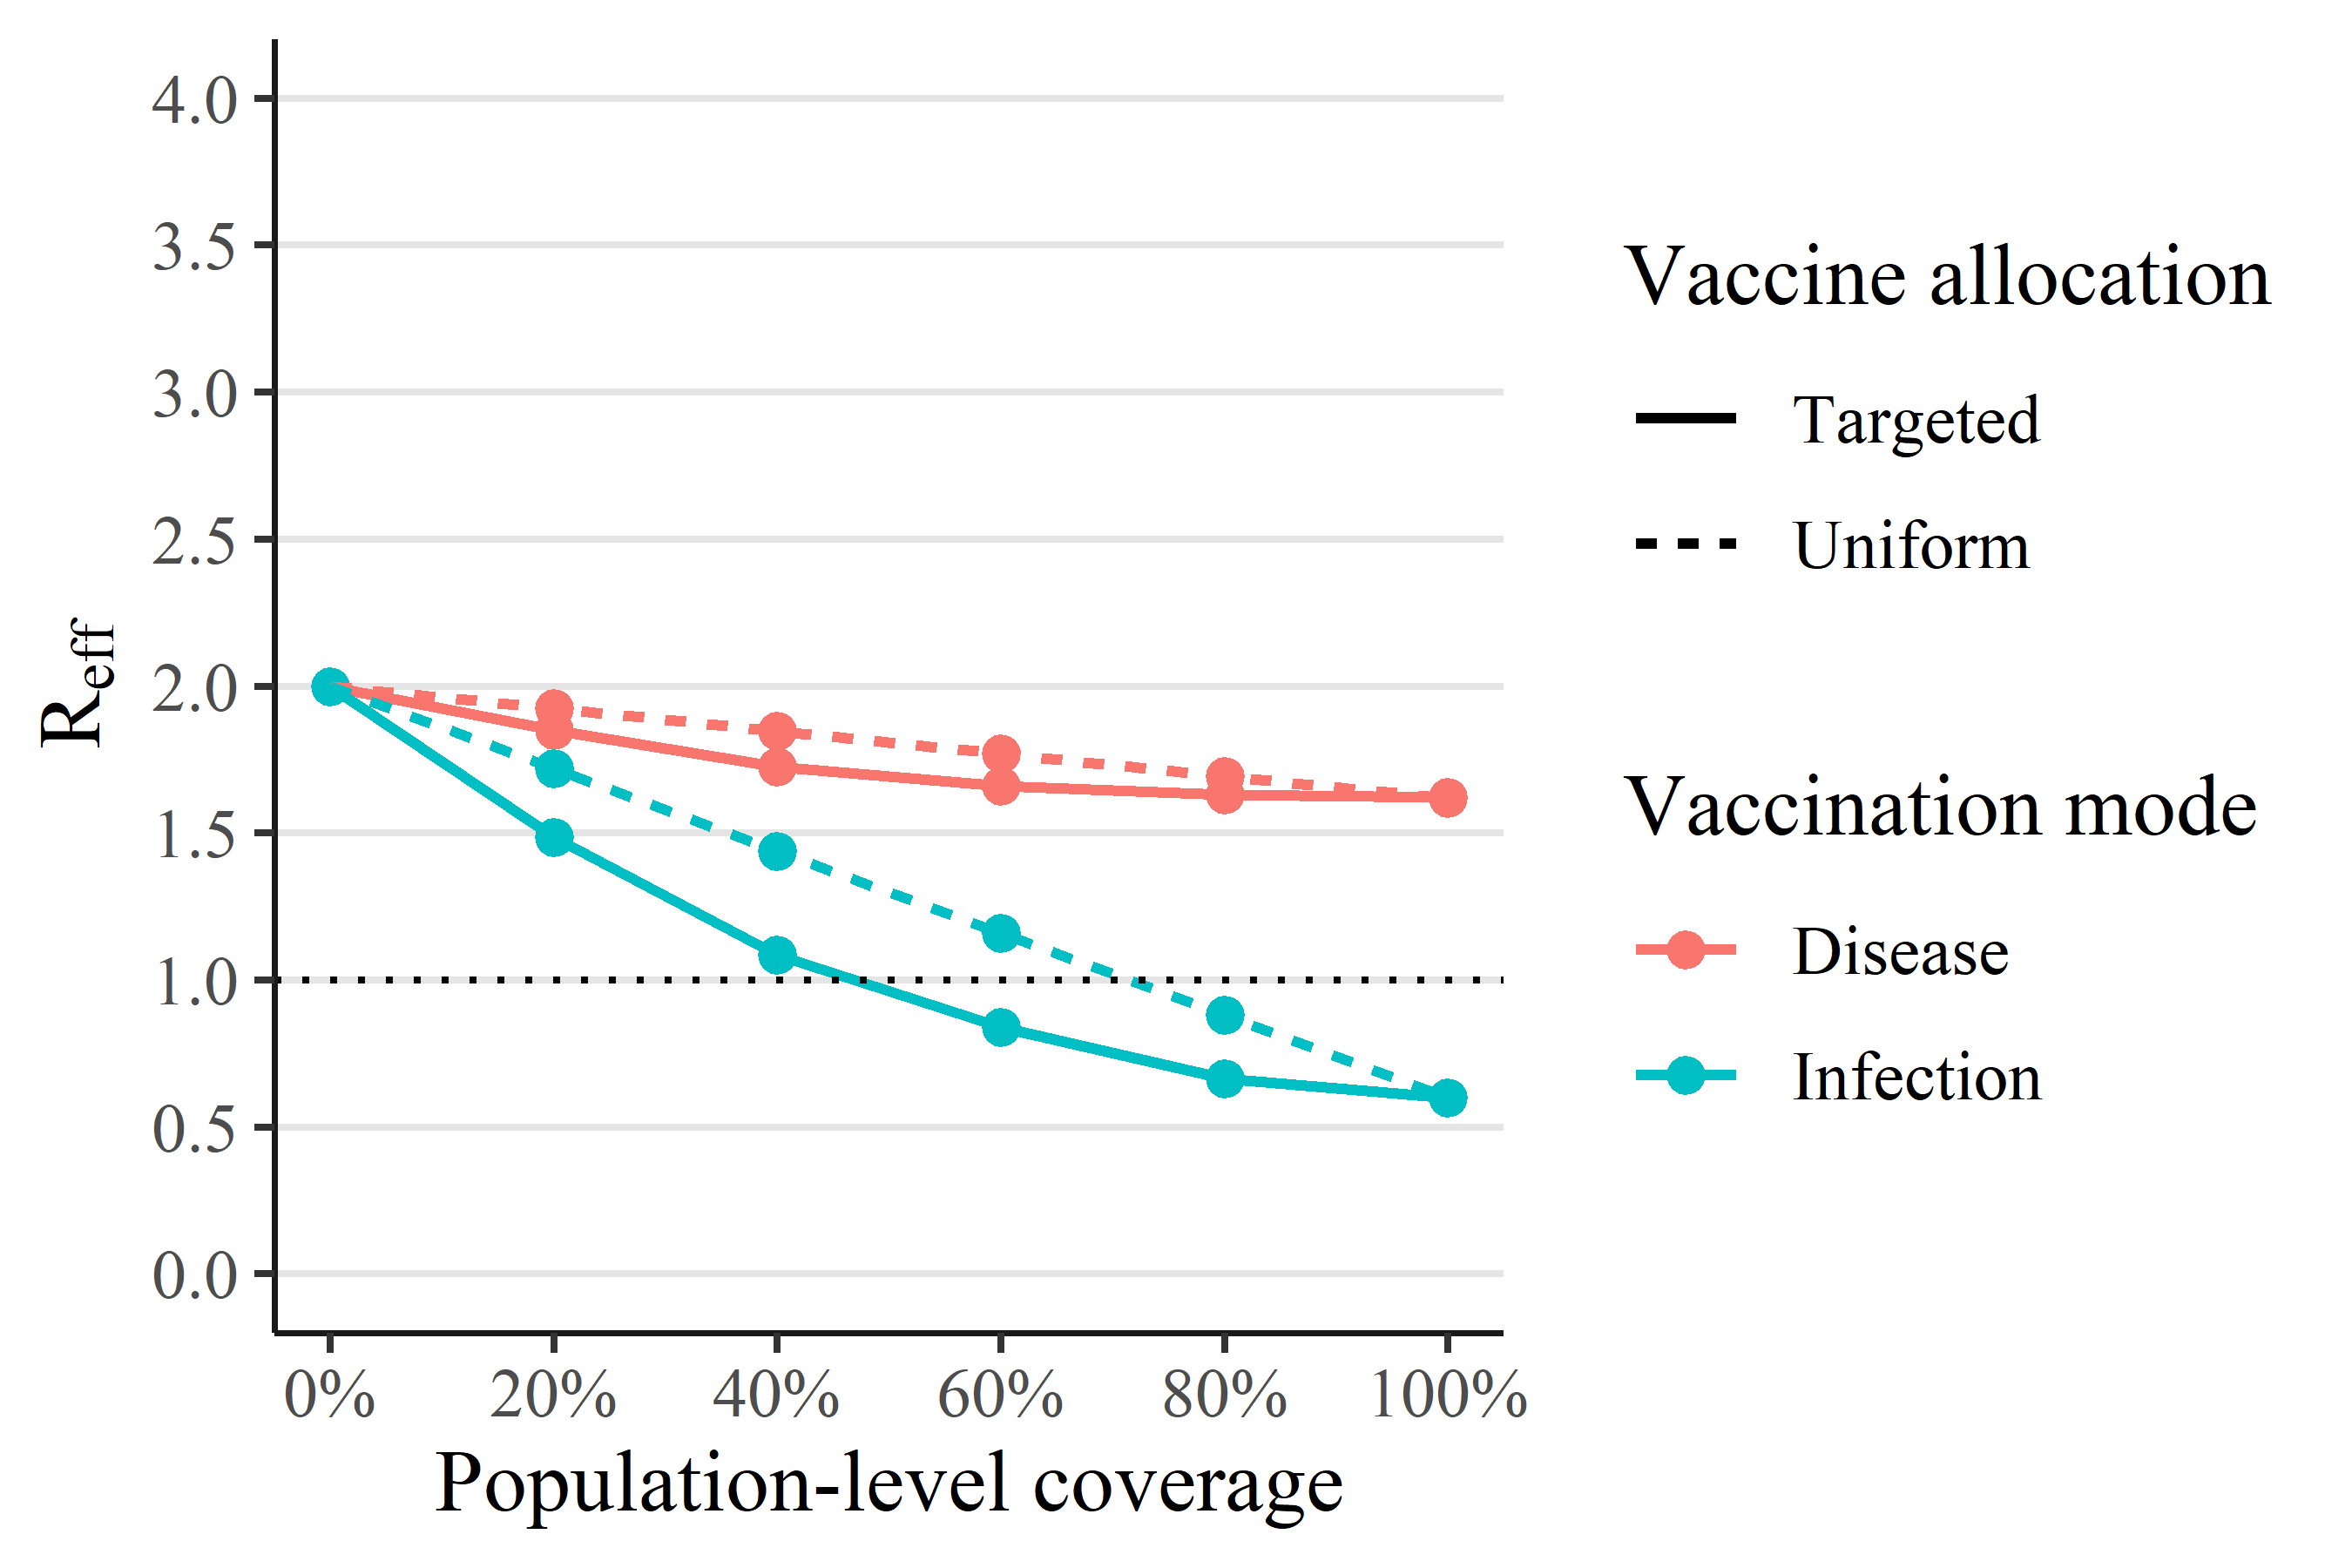 4.0
3.5
3.0
2.5
2.0
1.5
1.0
0.5
0.0
Reff
0% 20% 40% 60% 80% 100%
Population-level coverage
Vaccine allocation
Targeted
Uniform
Vaccination mode
Disease
Infection